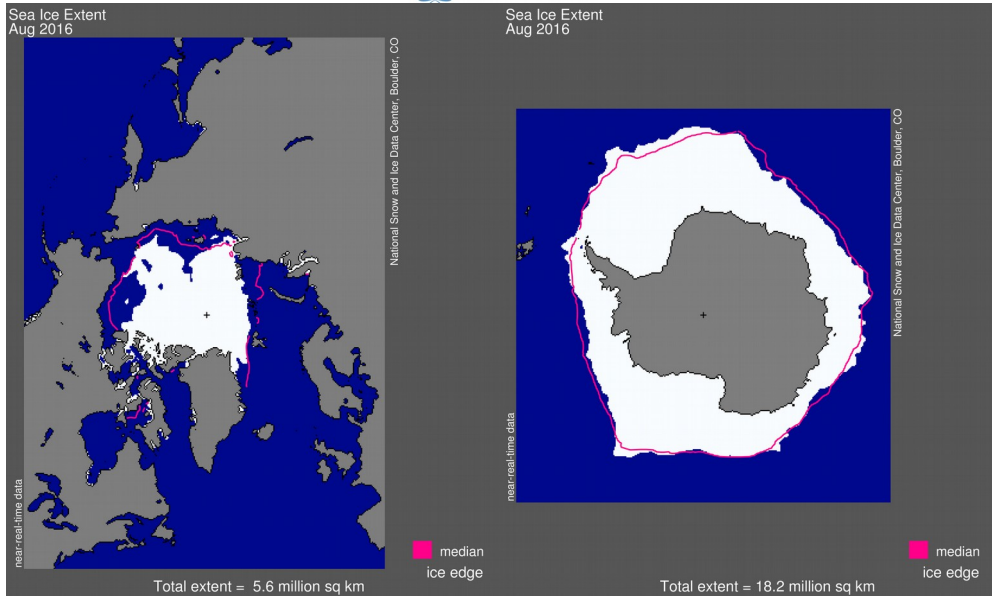 Sea Ice Extent
Aug 2016
National Snow and Ice Data Center, Boulder, CO
near-real-time data
median
ice edge
Total extent = 5.6 million sq km
Sea Ice Extent
Aug 2016
National Snow and Ice Data Center, Boulder, CO
near-real-time data
median
ice edge
Total extent = 18.2 million sq km